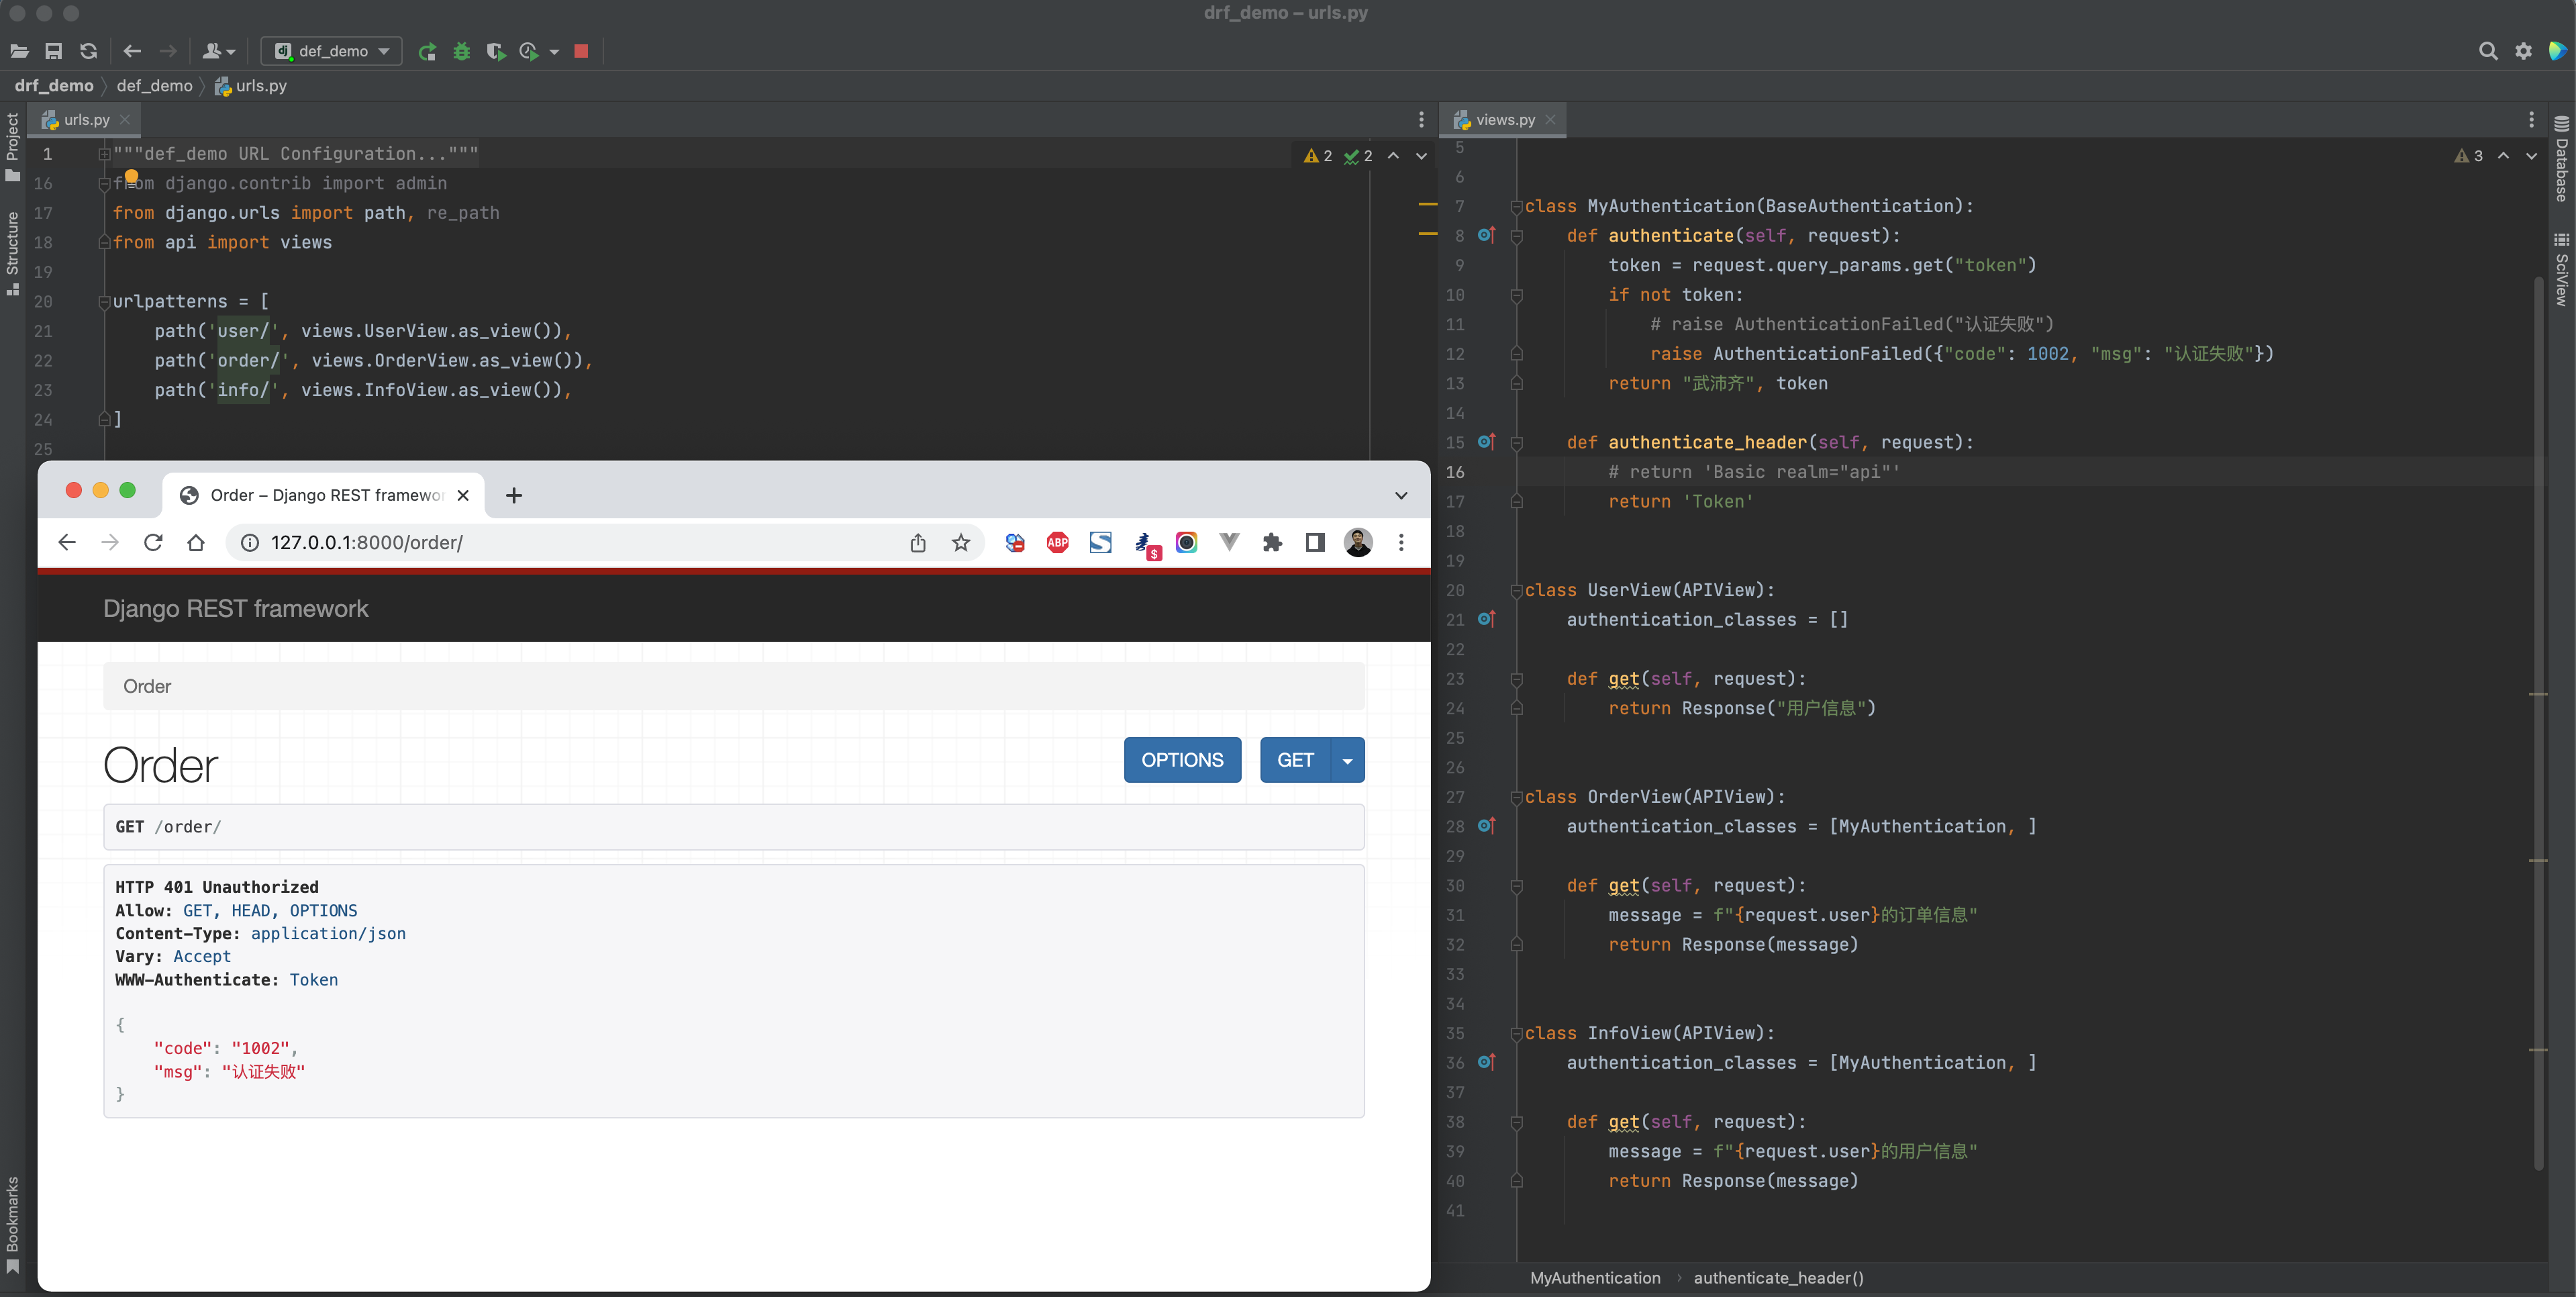 drf_demo – urls.py
def_demo
drf_demo def_demo urls.py
Project
Structure
Bookmarks
urls.py
2 2
1 """def_demo URL Configuration..."""
16 from django.contrib import admin
17 from django.urls import path, re_path
18 from api import views
19
20 urlpatterns = [
21 path('user/', views.UserView.as_view()),
22 path('order/', views.OrderView.as_view()),
23 path('info/', views.InfoView.as_view()),
24 ]
25
Order – Django REST framewor
127.0.0.1:8000/order/
ABP
$
Django REST framework
Order
Order
OPTIONS
GET
GET /order/
HTTP 401 Unauthorized
Allow: GET, HEAD, OPTIONS
Content-Type: application/json
Vary: Accept
WWW-Authenticate: Token
{
"code": "1002",
"msg": "认证失败"
}
views.py
3
5
6
7 class MyAuthentication(BaseAuthentication):
8 def authenticate(self, request):
9 token = request.query_params.get("token")
10 if not token:
11 # raise AuthenticationFailed("认证失败")
12 raise AuthenticationFailed({"code": 1002, "msg": "认证失败"})
13 return "武沛齐", token
14
15 def authenticate_header(self, request):
16 # return 'Basic realm="api"'
17 return 'Token'
18
19
20 class UserView(APIView):
21 authentication_classes = []
22
23 def get(self, request):
24 return Response("用户信息")
25
26
27 class OrderView(APIView):
28 authentication_classes = [MyAuthentication, ]
29
30 def get(self, request):
31 message = f"{request.user}的订单信息"
32 return Response(message)
33
34
35 class InfoView(APIView):
36 authentication_classes = [MyAuthentication, ]
37
38 def get(self, request):
39 message = f"{request.user}的用户信息"
40 return Response(message)
41
MyAuthentication authenticate_header()
Database
SciView